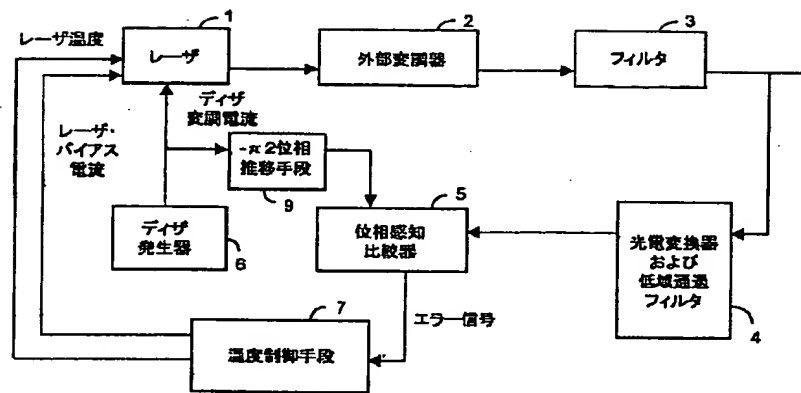 1
2
3
レーザ温度
レーザ
外部変調器
フィルタ
ディザ
変調電流
レーザ・
バイアス
電流
-π2位相
推移手段
9
5
ディザ
発生器
6
位相感知
比較器
光電変換器
および
低域通過
フィルタ
4
7
エラー信号
温度制御手段